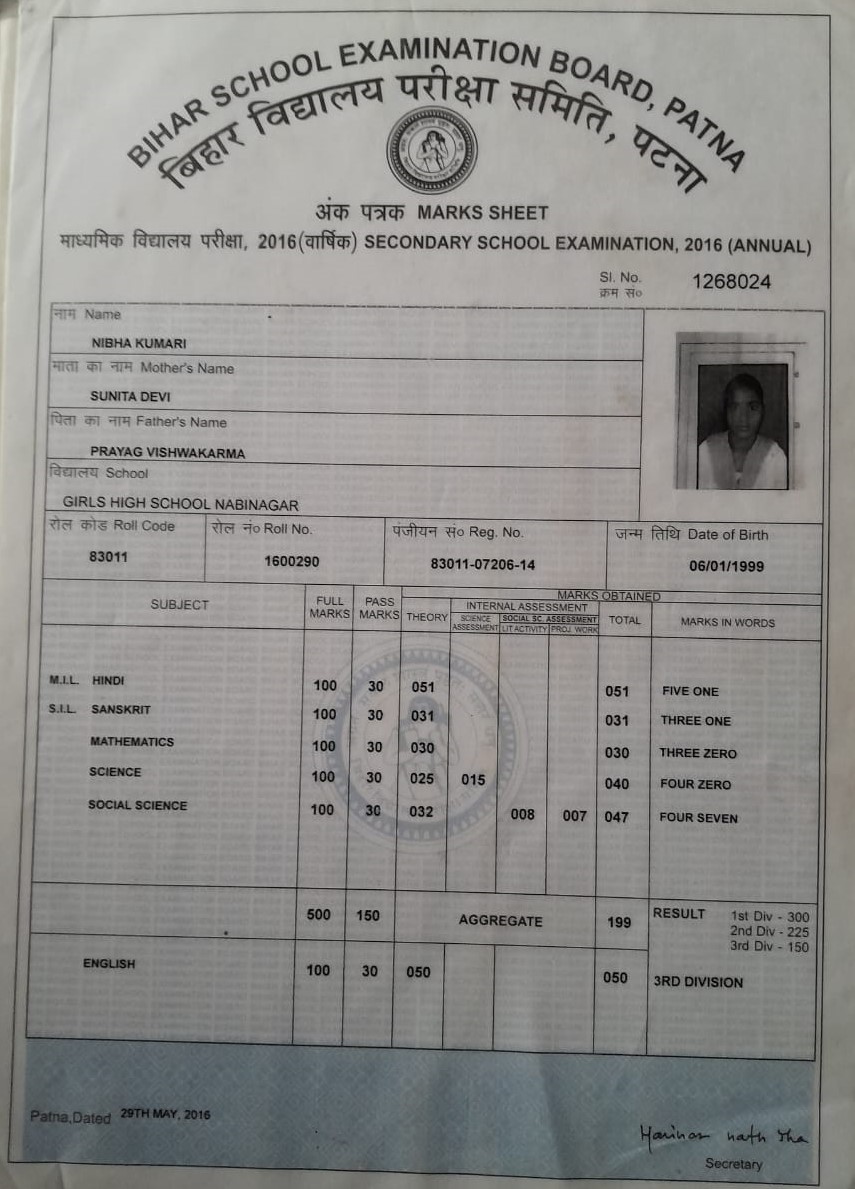 BIHAR SCHOOL EXAMINATION BOARD, PATNA
बिहार विद्यालय परीक्षा समिति, पटना
अंक पत्रक MARKS SHEET
माध्यमिक विद्यालय परीक्षा, 2016(वार्षिक) SECONDARY SCHOOL EXAMINATION, 2016 (ANNUAL)
Sl. No. 1268024
क्रम सं०
नाम Name
NIBHA KUMARI
माता का नाम Mother's Name
SUNITA DEVI
पिता का नाम Father's Name
PRAYAG VISHWAKARMA
विद्यालय School
GIRLS HIGH SCHOOL NABINAGAR
रोल कोड Roll Code रोल नं० Roll No. पंजीयन सं० Reg. No. जन्म तिथि Date of Birth
83011 1600290 83011-07206-14 06/01/1999
SUBJECT FULL MARKS PASS MARKS MARKS OBTAINED
THEORY INTERNAL ASSESSMENT TOTAL MARKS IN WORDS
SCIENCE ASSESSMENT SOCIAL SC. ASSESSMENT
LIT ACTIVITY PROJ. WORK
M.I.L. HINDI 100 30 051 051 FIVE ONE
S.I.L. SANSKRIT 100 30 031 031 THREE ONE
MATHEMATICS 100 30 030 030 THREE ZERO
SCIENCE 100 30 025 015 040 FOUR ZERO
SOCIAL SCIENCE 100 30 032 008 007 047 FOUR SEVEN
500 150 AGGREGATE 199 RESULT 1st Div - 300
2nd Div - 225
3rd Div - 150
ENGLISH 100 30 050 050 3RD DIVISION
Patna,Dated 29TH MAY, 2016
Harihar nath Jha
Secretary